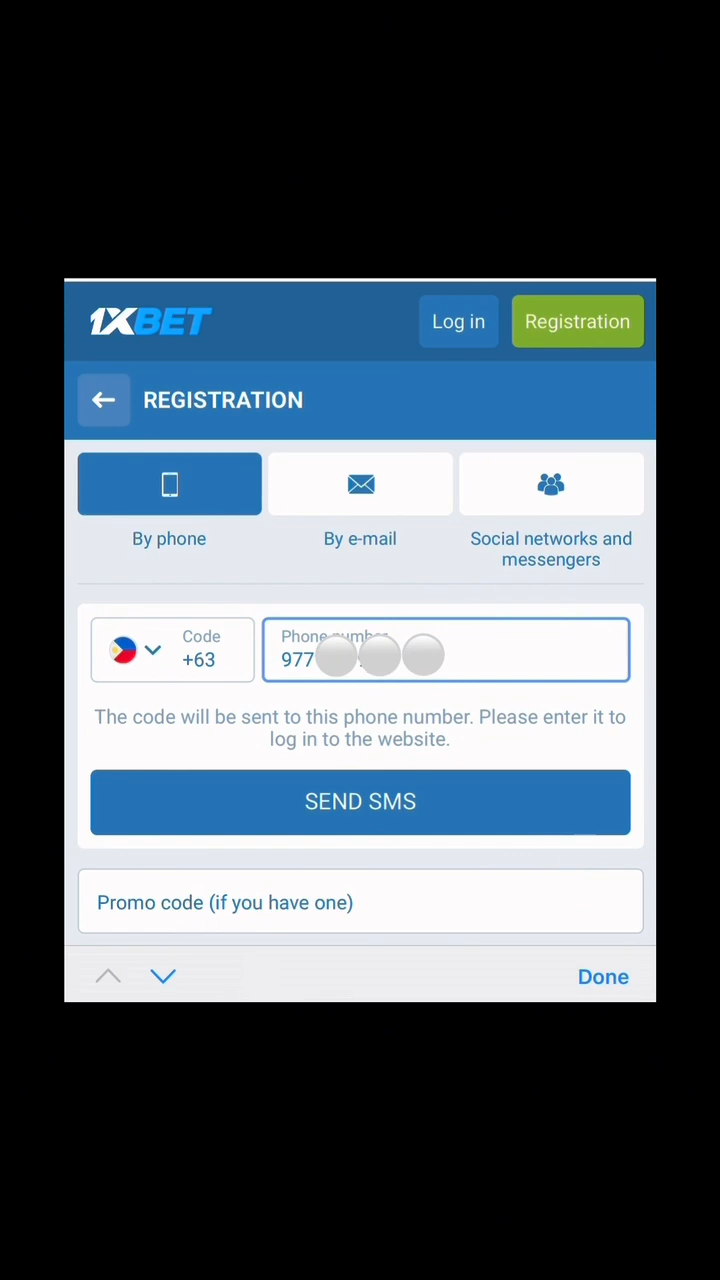 1XBET
Log in
Registration
REGISTRATION
By phone
By e-mail
Social networks and
messengers
Code
Phone number
+63
977
The code will be sent to this phone number. Please enter it to
log in to the website.
SEND SMS
Promo code (if you have one)
Done